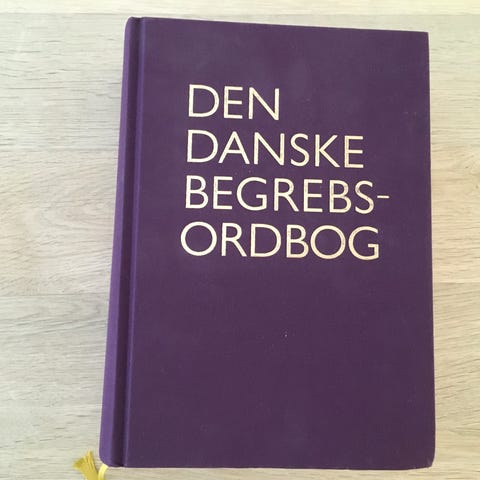 DEN
DANSKE
BEGREBS-
ORDBOG